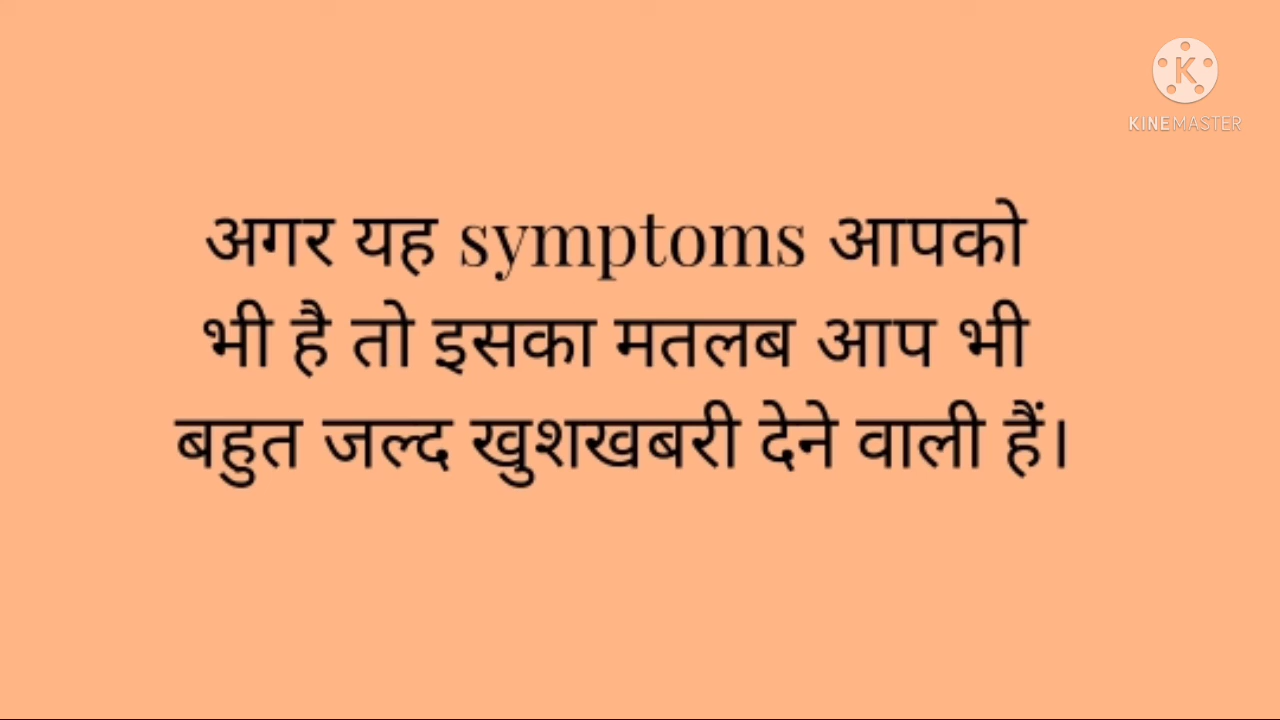 KINEMASTER
अगर यह symptoms आपको
भी है तो इसका मतलब आप भी
बहुत जल्द खुशखबरी देने वाली हैं।